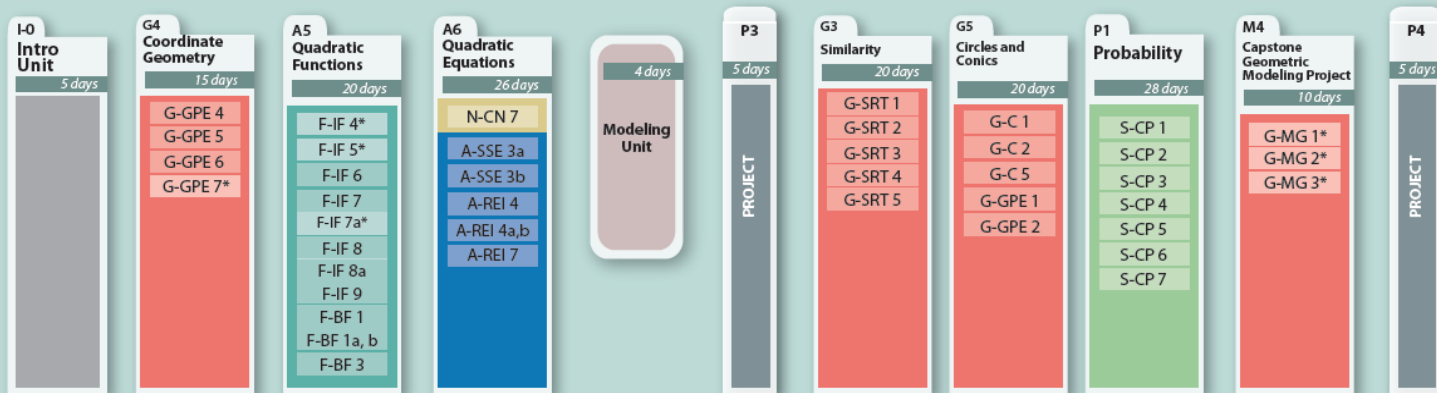 I-0
Intro
Unit
5 days
G4
Coordinate
Geometry
15 days
G-GPE 4
G-GPE 5
G-GPE 6
G-GPE 7*
A5
Quadratic
Functions
20 days
F-IF 4*
F-IF 5*
F-IF 6
F-IF 7
F-IF 7a*
F-IF 8
F-IF 8a
F-IF 9
F-BF 1
F-BF 1a, b
F-BF 3
A6
Quadratic
Equations
26 days
N-CN 7
A-SSE 3a
A-SSE 3b
A-REI 4
A-REI 4a,b
A-REI 7
4 days
Modeling
Unit
P3
5 days
PROJECT
G3
Similarity
20 days
G-SRT 1
G-SRT 2
G-SRT 3
G-SRT 4
G-SRT 5
G5
Circles and
Conics
20 days
G-C 1
G-C 2
G-C 5
G-GPE 1
G-GPE 2
P1
Probability
28 days
S-CP 1
S-CP 2
S-CP 3
S-CP 4
S-CP 5
S-CP 6
S-CP 7
M4
Capstone
Geometric
Modeling Project
10 days
G-MG 1*
G-MG 2*
G-MG 3*
P4
5 days
PROJECT